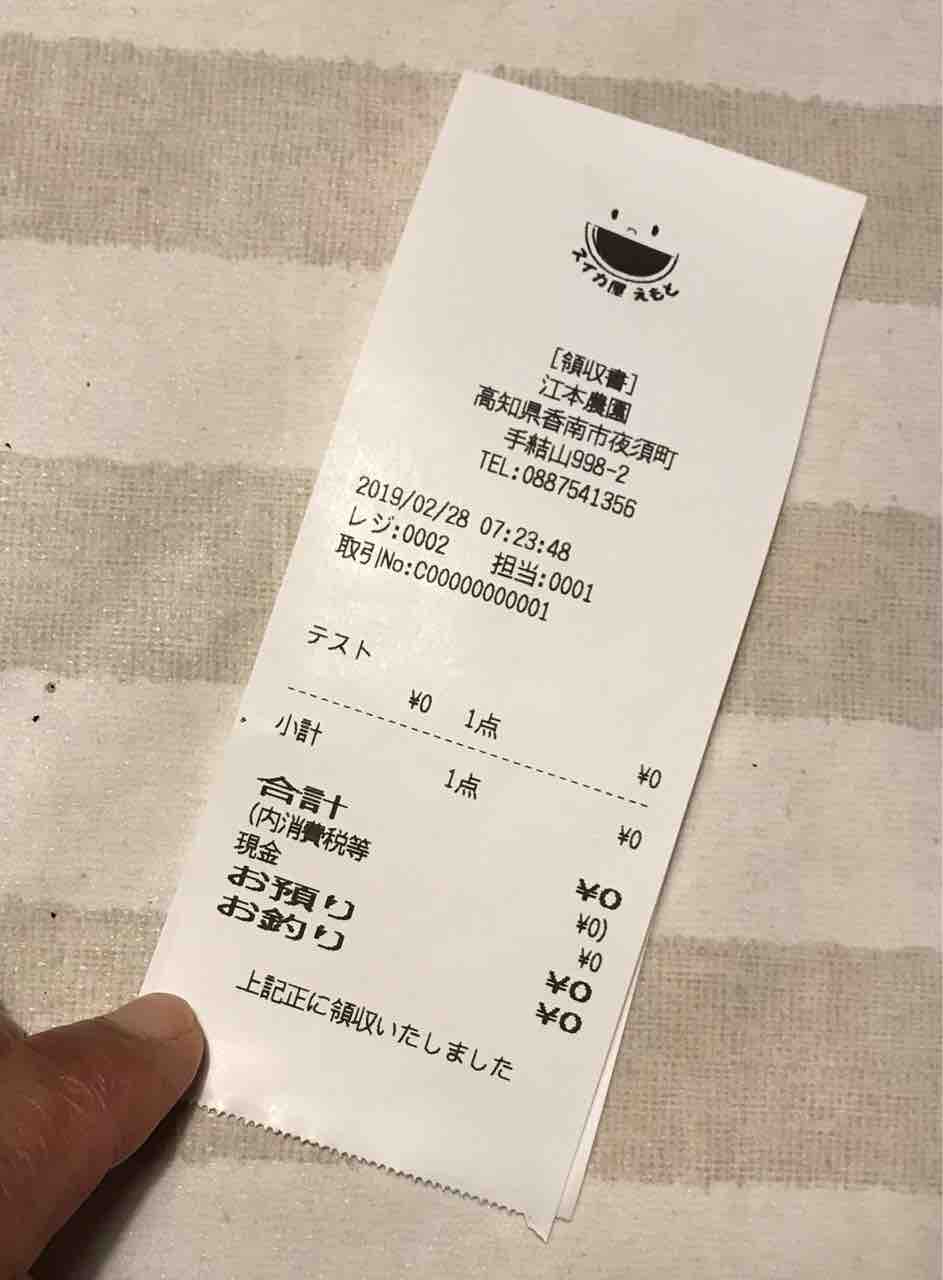 スイカ屋 えもと
[領収書]
江本農園
高知県香南市夜須町
手結山998-2
TEL:0887541356
2019/02/28 07:23:48
レジ:0002 担当:0001
取引No:C00000000001
テスト
¥0 1点 ¥0
小計 1点 ¥0
合計 ¥0
(内消費税等 ¥0)
現金 ¥0
お預り ¥0
お釣り ¥0
上記正に領収いたしました